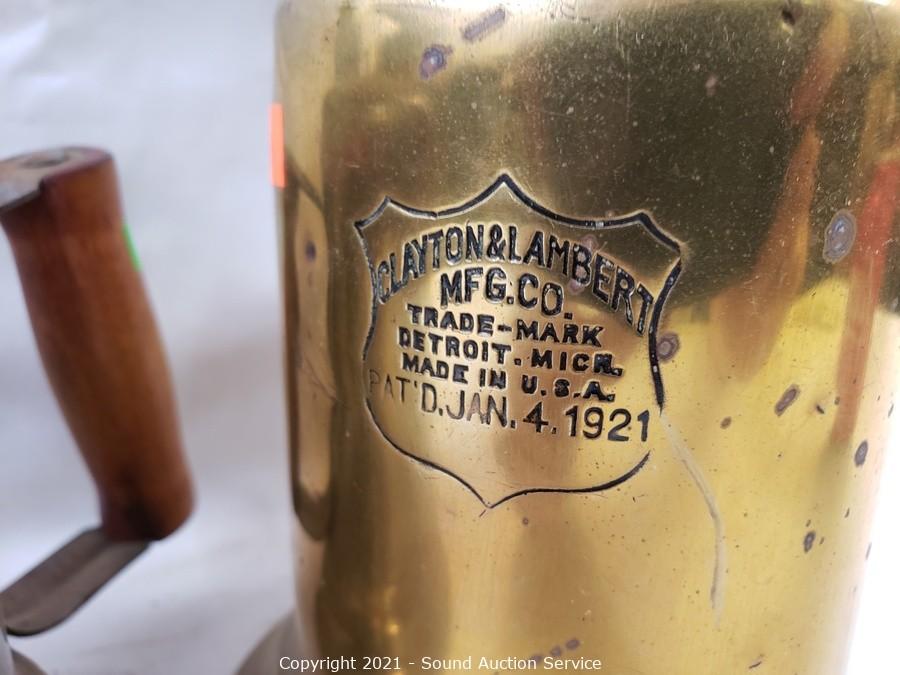 CLAYTON&LAMBERT
MFG.CO.
TRADE-MARK
DETROIT.MICH.
MADE IN U.S.A.
PAT'D.JAN.4.1921
Copyright 2021 - Sound Auction Service